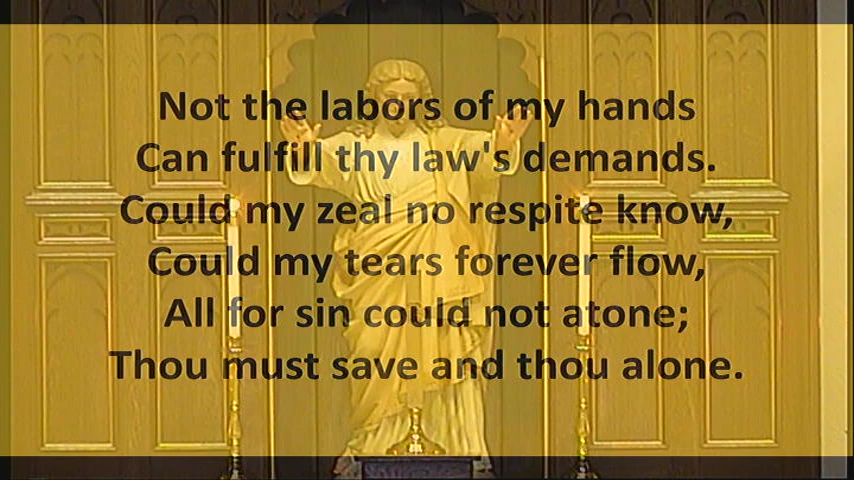 Not the labors of my hands
Can fulfill thy law's demands.
Could my zeal no respite know,
Could my tears forever flow,
All for sin could not atone;
Thou must save and thou alone.